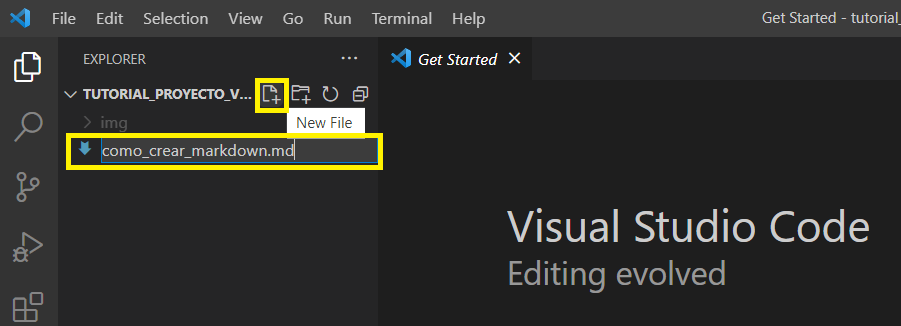 File Edit Selection View Go Run Terminal Help Get Started - tutorial_
EXPLORER ...
Get Started
TUTORIAL_PROYECTO_V...
img
New File
como_crear_markdown.md
Visual Studio Code
Editing evolved